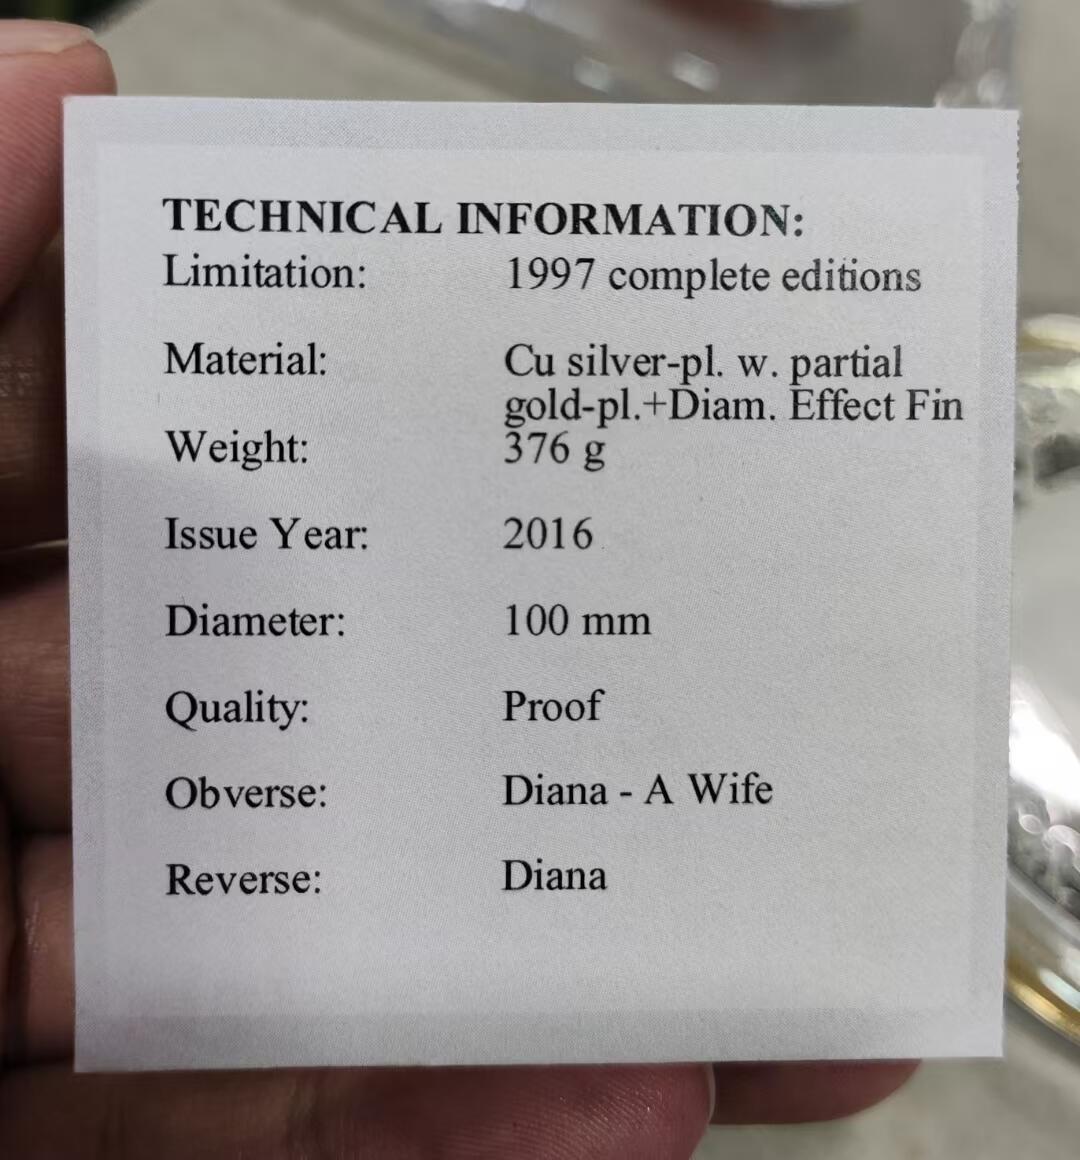 TECHNICAL INFORMATION:
Limitation: 1997 complete editions
Material: Cu silver-pl. w. partial
gold-pl.+Diam. Effect Fin
Weight: 376 g
Issue Year: 2016
Diameter: 100 mm
Quality: Proof
Obverse: Diana - A Wife
Reverse: Diana